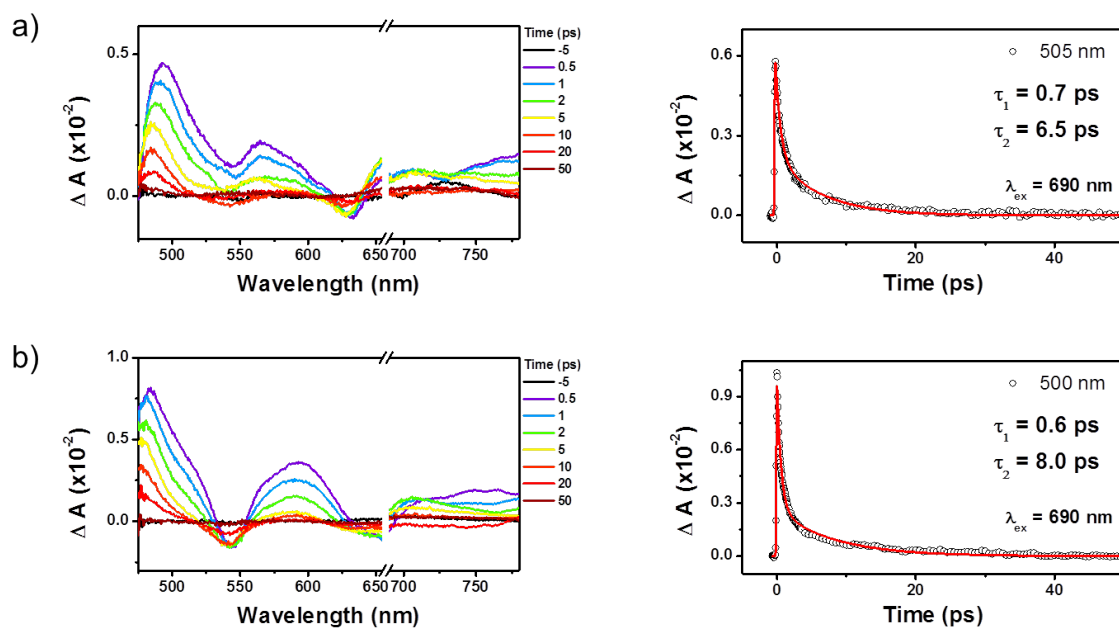 a)
Δ A (x10⁻²)
0.5
0.0
500
550
600
650
700
750
Wavelength (nm)
Time (ps)
-5
0.5
1
2
5
10
20
50
Δ A (x10⁻²)
0.6
0.3
0.0
0
20
40
Time (ps)
505 nm
τ₁ = 0.7 ps
τ₂ = 6.5 ps
λₑₓ = 690 nm
b)
Δ A (x10⁻²)
1.0
0.5
0.0
500
550
600
650
700
750
Wavelength (nm)
Time (ps)
-5
0.5
1
2
5
10
20
50
Δ A (x10⁻²)
0.9
0.6
0.3
0.0
0
20
40
Time (ps)
500 nm
τ₁ = 0.6 ps
τ₂ = 8.0 ps
λₑₓ = 690 nm